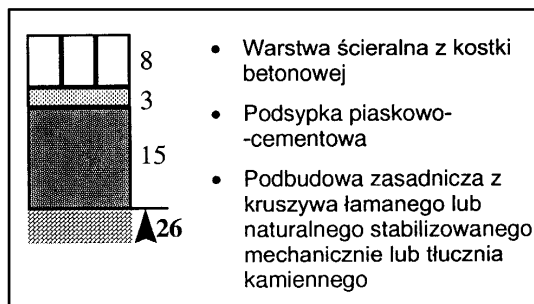 8
3
15
26
• Warstwa ścieralna z kostki
betonowej
• Podsypka piaskowo-
-cementowa
• Podbudowa zasadnicza z
kruszywa łamanego lub
naturalnego stabilizowanego
mechanicznie lub tłucznia
kamiennego